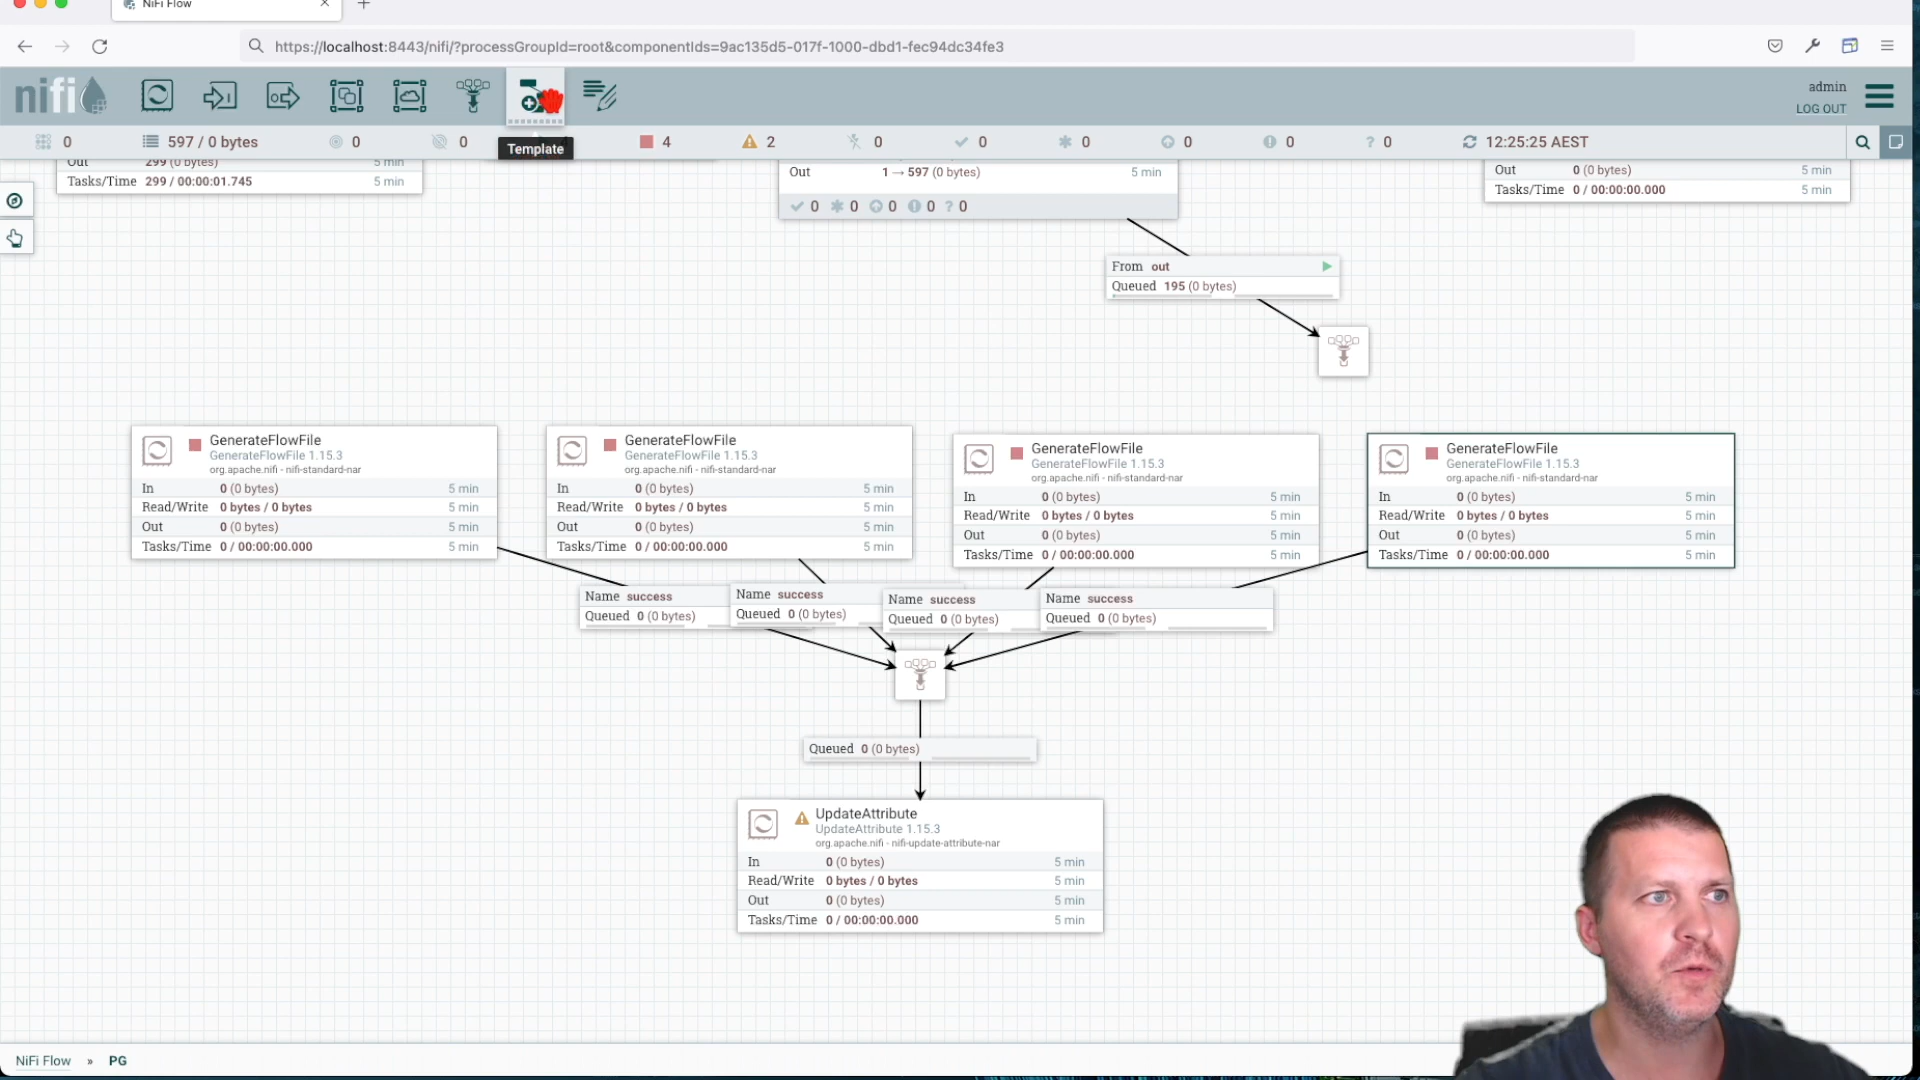 NiFi Flow
https://localhost:8443/nifi/?processGroupId=root&componentIds=9ac135d5-017f-1000-dbd1-fec94dc34fe3
nifi
admin
LOG OUT
0 597 / 0 bytes 0 0 4 2 0 0 0 0 0 ? 0 12:25:25 AEST
Template
Out 299 (0 bytes) 5 min
Tasks/Time 299 / 00:00:01.745 5 min
Out 1 → 597 (0 bytes) 5 min
0 0 0 0 ? 0
Out 0 (0 bytes) 5 min
Tasks/Time 0 / 00:00:00.000 5 min
From out
Queued 195 (0 bytes)
GenerateFlowFile
GenerateFlowFile 1.15.3
org.apache.nifi - nifi-standard-nar
In 0 (0 bytes) 5 min
Read/Write 0 bytes / 0 bytes 5 min
Out 0 (0 bytes) 5 min
Tasks/Time 0 / 00:00:00.000 5 min
GenerateFlowFile
GenerateFlowFile 1.15.3
org.apache.nifi - nifi-standard-nar
In 0 (0 bytes) 5 min
Read/Write 0 bytes / 0 bytes 5 min
Out 0 (0 bytes) 5 min
Tasks/Time 0 / 00:00:00.000 5 min
GenerateFlowFile
GenerateFlowFile 1.15.3
org.apache.nifi - nifi-standard-nar
In 0 (0 bytes) 5 min
Read/Write 0 bytes / 0 bytes 5 min
Out 0 (0 bytes) 5 min
Tasks/Time 0 / 00:00:00.000 5 min
GenerateFlowFile
GenerateFlowFile 1.15.3
org.apache.nifi - nifi-standard-nar
In 0 (0 bytes) 5 min
Read/Write 0 bytes / 0 bytes 5 min
Out 0 (0 bytes) 5 min
Tasks/Time 0 / 00:00:00.000 5 min
Name success
Queued 0 (0 bytes)
Name success
Queued 0 (0 bytes)
Name success
Queued 0 (0 bytes)
Name success
Queued 0 (0 bytes)
Queued 0 (0 bytes)
UpdateAttribute
UpdateAttribute 1.15.3
org.apache.nifi - nifi-update-attribute-nar
In 0 (0 bytes) 5 min
Read/Write 0 bytes / 0 bytes 5 min
Out 0 (0 bytes) 5 min
Tasks/Time 0 / 00:00:00.000 5 min
NiFi Flow » PG